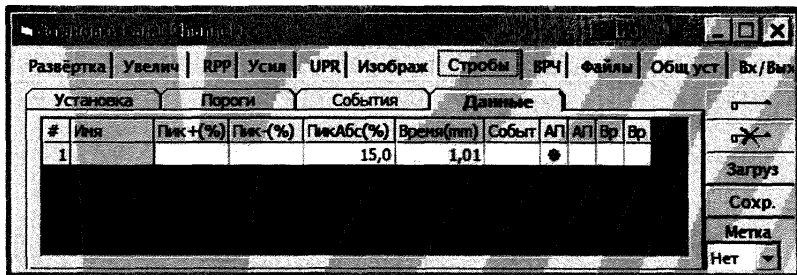 Развёртка Увелич RPP Усил UPR Изображ Стробы ВРЧ Файлы Общ уст Вх/Вых
Установка Пороги События Данные
# Имя Пик+(%) Пик-(%) ПикАбс(%) Время(mm) Событ АП АП Вр Вр
1 15,0 1,01
Загруз
Сохр.
Метка
Нет